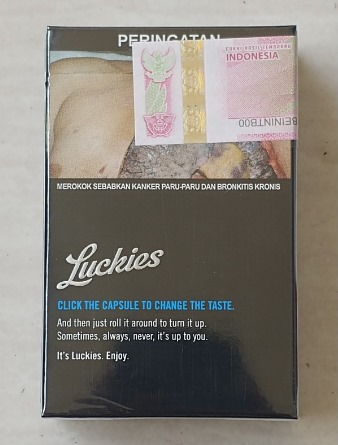 PERINGATAN
INDONESIA
BEININTB00
MEROKOK SEBABKAN KANKER PARU-PARU DAN BRONKITIS KRONIS
Luckies
CLICK THE CAPSULE TO CHANGE THE TASTE.
And then just roll it around to turn it up.
Sometimes, always, never, it's up to you.
It's Luckies. Enjoy.